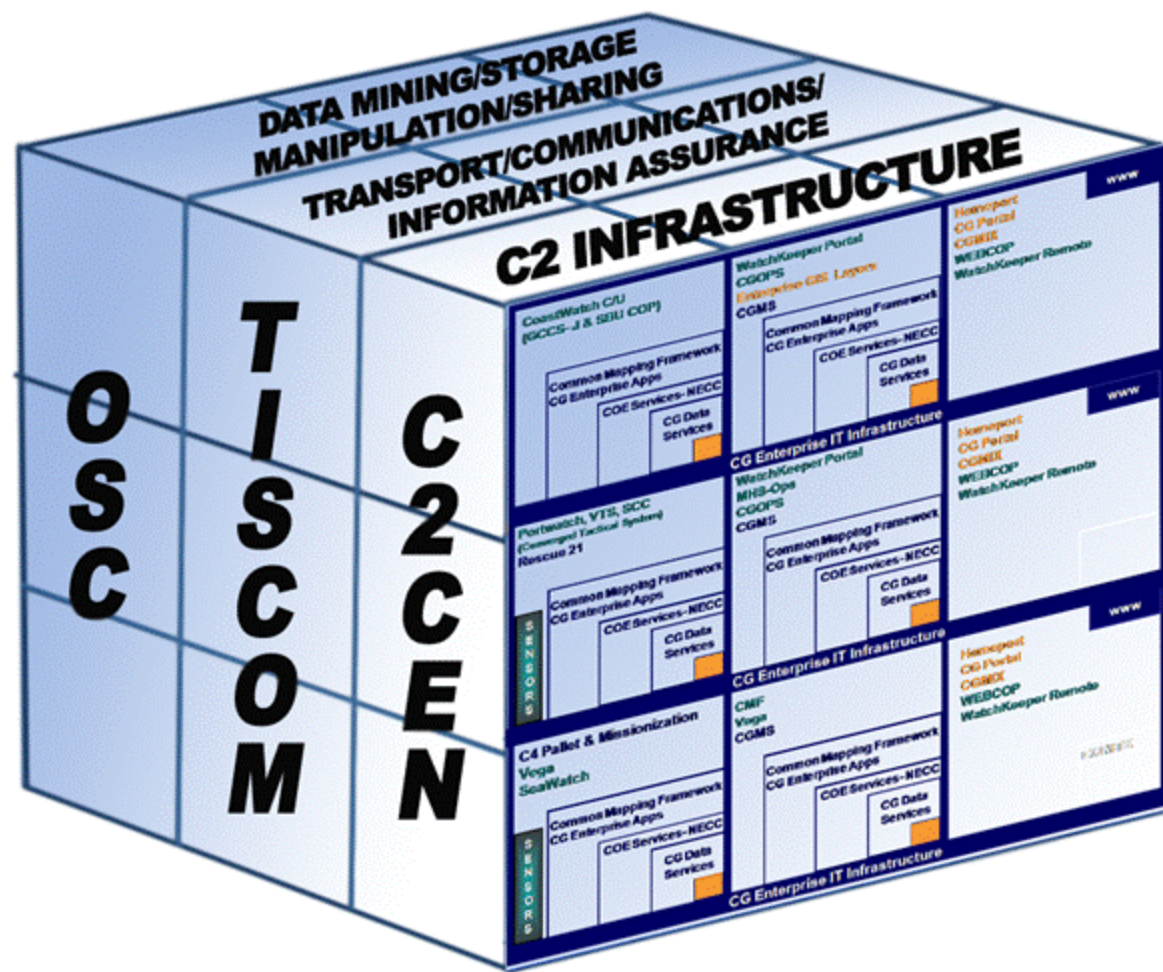 DATA MINING/STORAGE
MANIPULATION/SHARING
TRANSPORT/COMMUNICATIONS/
INFORMATION ASSURANCE
C2 INFRASTRUCTURE
OSC
TISCOM
C2CEN
CoastWatch C/U
(GCCS-J & SBU COP)
Common Mapping Framework
CG Enterprise Apps
COE Services-NECC
CG Data
Services
WatchKeeper Portal
CGOPS
Enterprise GIS Layers
CGMS
Common Mapping Framework
CG Enterprise Apps
COE Services-NECC
CG Data
Services
CG Enterprise IT Infrastructure
www
Homeport
CG Portal
CGMIX
WEBCOP
WatchKeeper Remote
Portwatch, VTS, SCC
(Converged Tactical System)
Rescue 21
SENSORS
Common Mapping Framework
CG Enterprise Apps
COE Services-NECC
CG Data
Services
WatchKeeper Portal
MHS-Ops
CGOPS
CGMS
Common Mapping Framework
CG Enterprise Apps
COE Services-NECC
CG Data
Services
CG Enterprise IT Infrastructure
www
Homeport
CG Portal
CGMIX
WEBCOP
WatchKeeper Remote
C4 Pallet & Missionization
Vega
SeaWatch
SENSORS
Common Mapping Framework
CG Enterprise Apps
COE Services-NECC
CG Data
Services
CMF
Vega
CGMS
Common Mapping Framework
CG Enterprise Apps
COE Services-NECC
CG Data
Services
CG Enterprise IT Infrastructure
www
Homeport
CG Portal
CGMIX
WEBCOP
WatchKeeper Remote